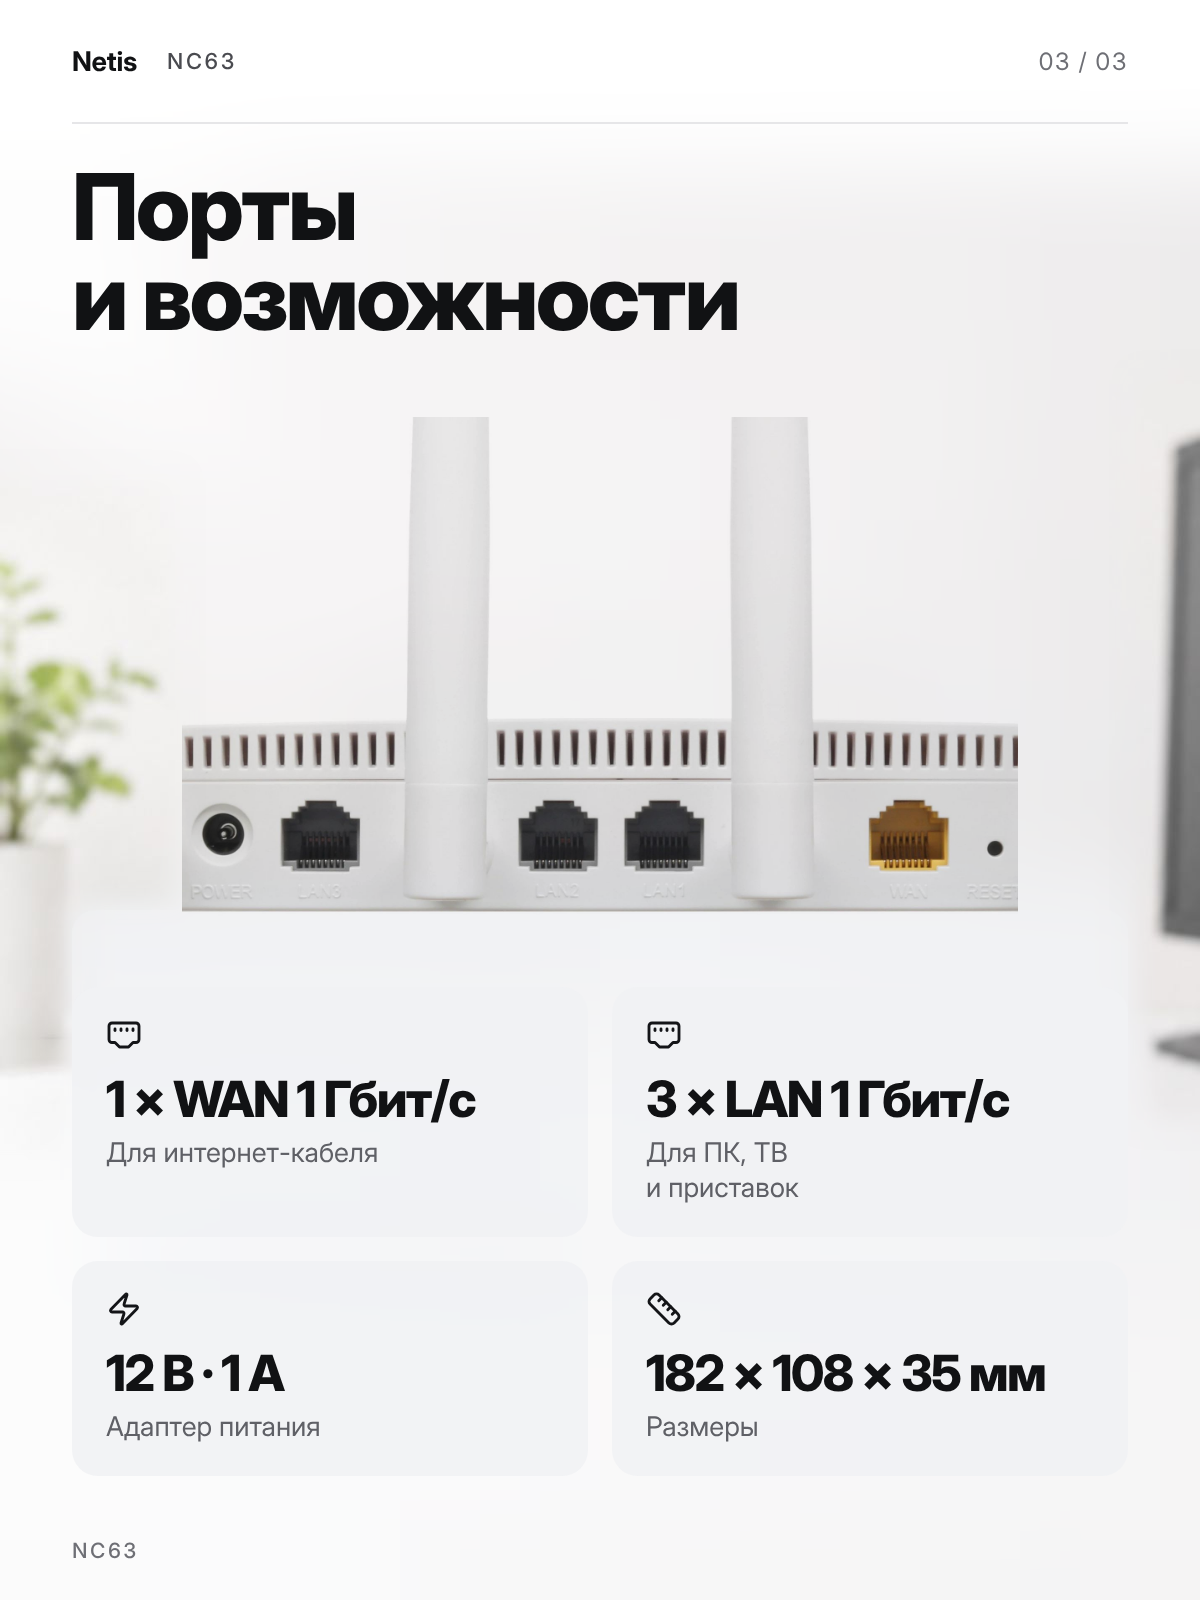 Netis NC63 03 / 03
Порты
и возможности
POWER LAN3 LAN2 LAN1 WAN RESET
1 × WAN 1 Гбит/с
Для интернет-кабеля
3 × LAN 1 Гбит/с
Для ПК, ТВ
и приставок
12 В · 1 А
Адаптер питания
182 × 108 × 35 мм
Размеры
NC63